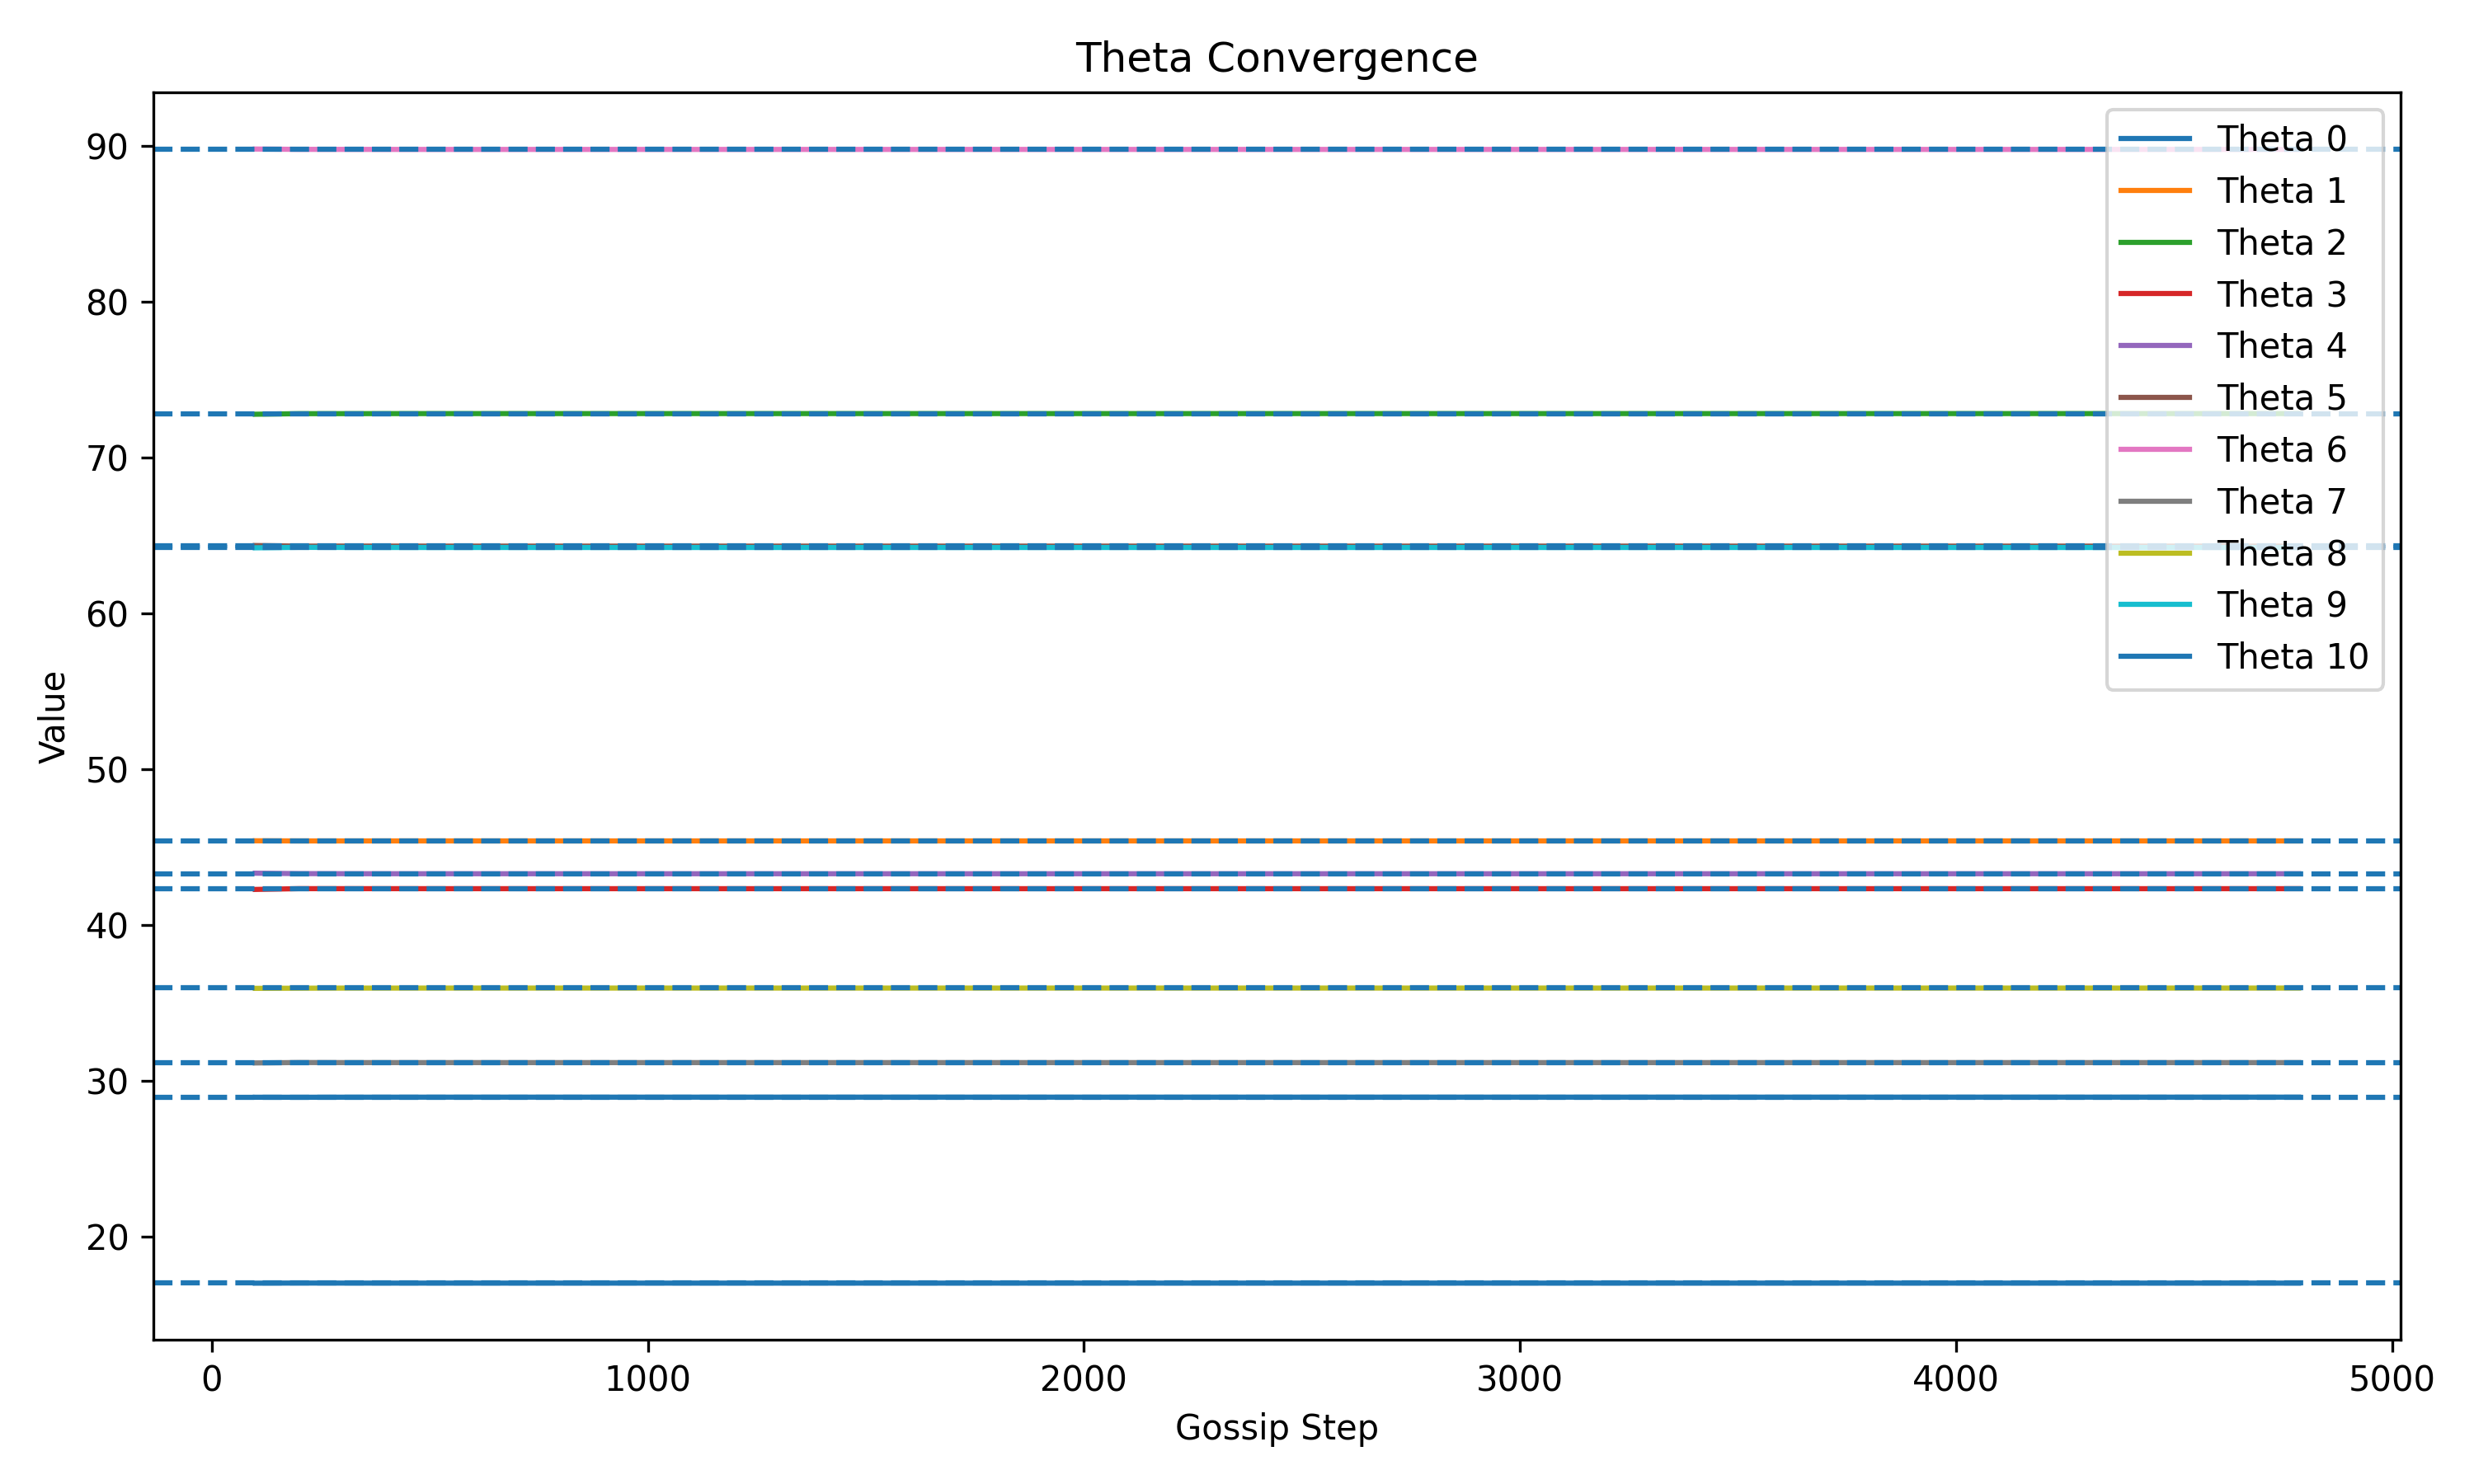 Theta Convergence
90
80
70
60
50
40
30
20
Value
0
1000
2000
3000
4000
5000
Gossip Step
Theta 0
Theta 1
Theta 2
Theta 3
Theta 4
Theta 5
Theta 6
Theta 7
Theta 8
Theta 9
Theta 10